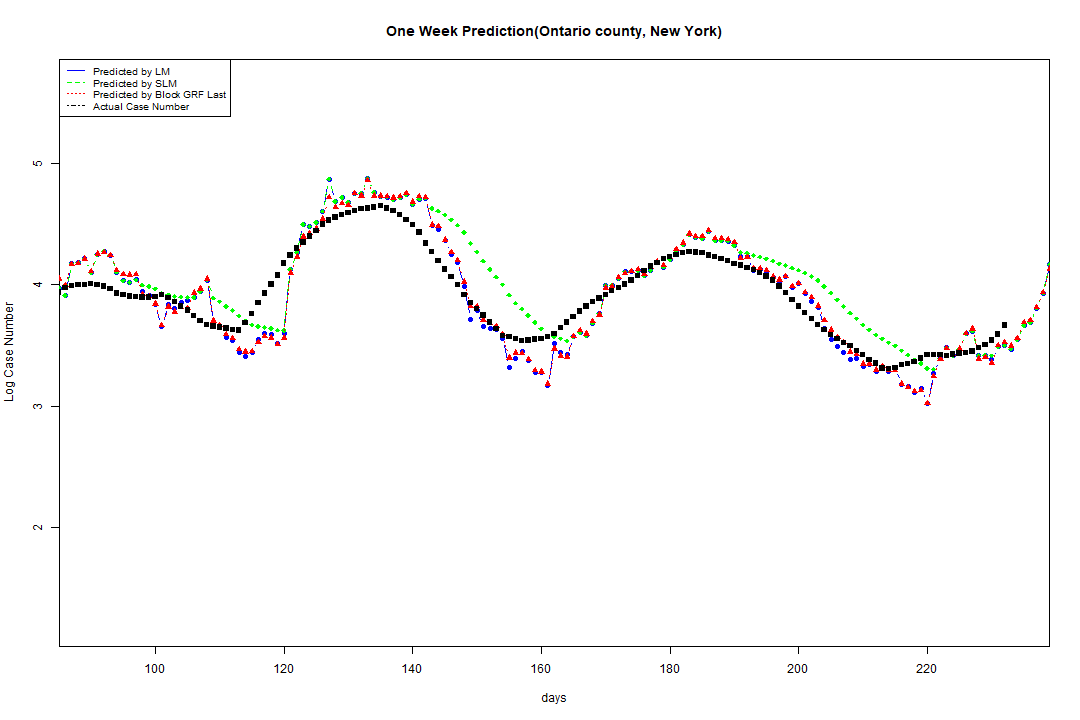 One Week Prediction(Ontario county, New York)
Predicted by LM
Predicted by SLM
Predicted by Block GRF Last
Actual Case Number
5
4
3
2
Log Case Number
100 120 140 160 180 200 220
days